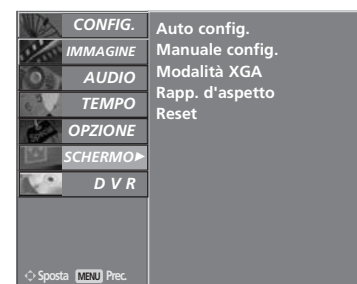 CONFIG.
IMMAGINE
AUDIO
TEMPO
OPZIONE
SCHERMO►
D V R
Auto config.
Manuale config.
Modalità XGA
Rapp. d'aspetto
Reset
Sposta MENU Prec.